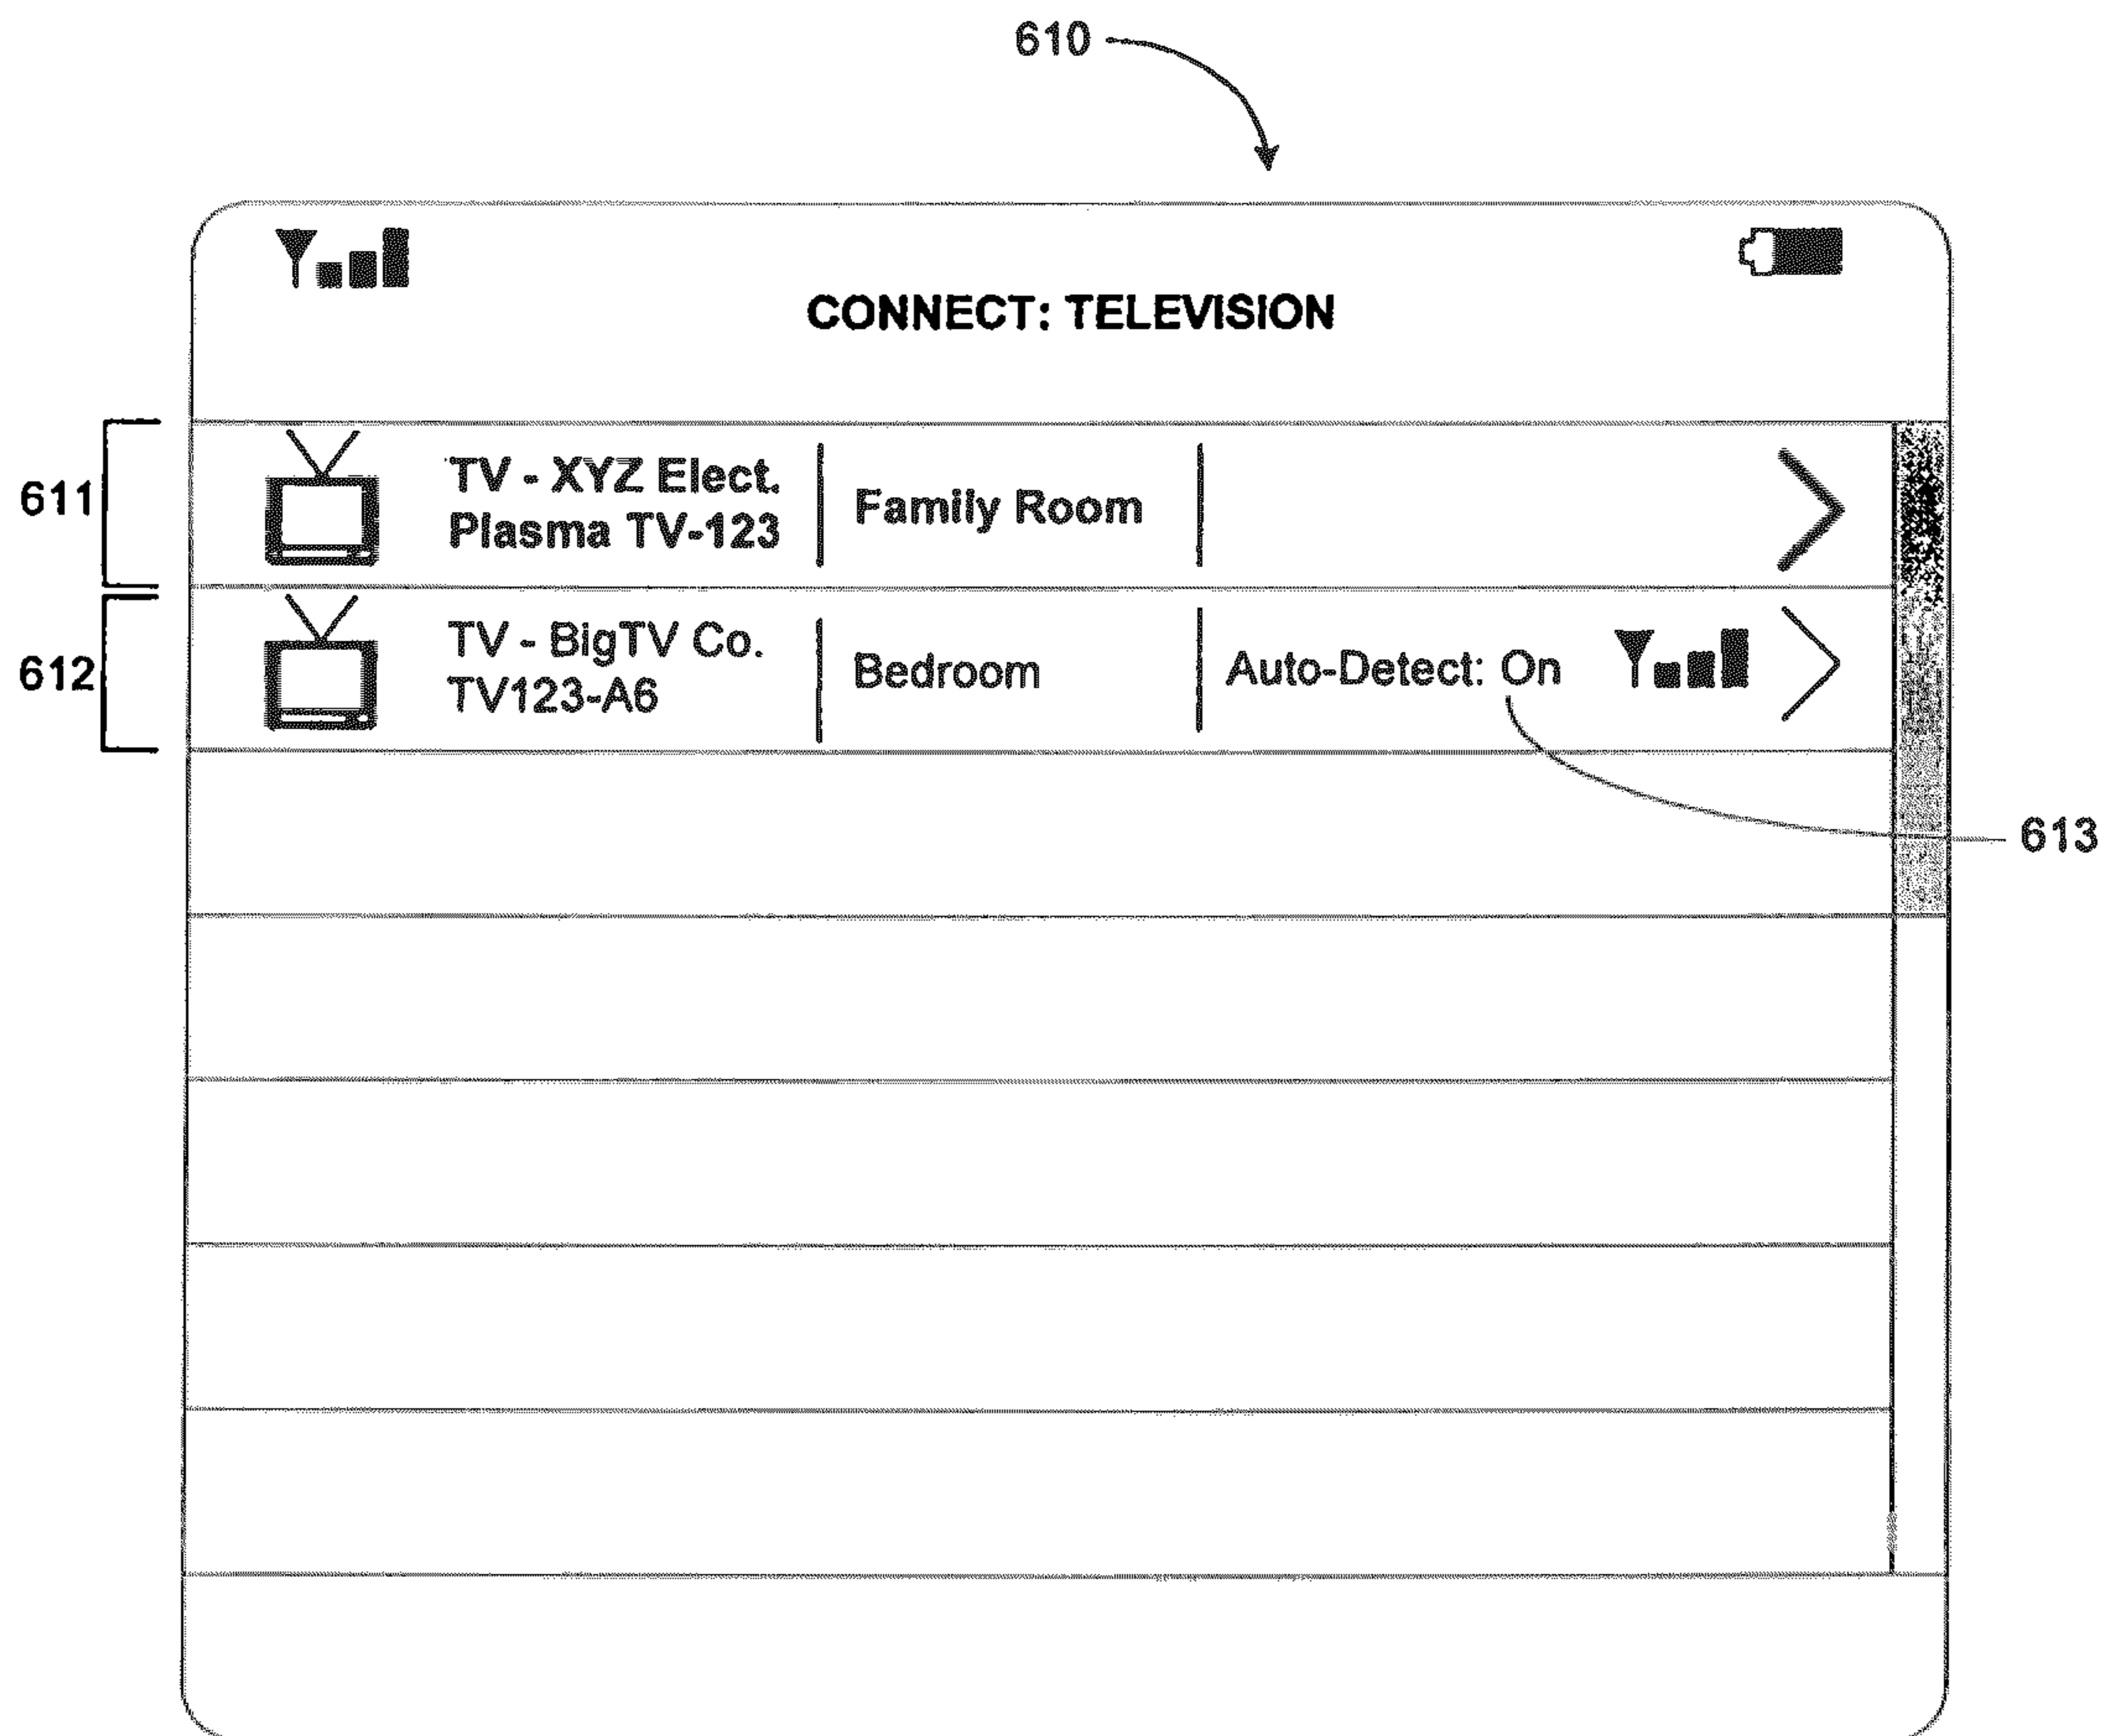 610
CONNECT: TELEVISION
611
TV - XYZ Elect.
Plasma TV-123
Family Room
612
TV - BigTV Co.
TV123-A6
Bedroom
Auto-Detect: On
613